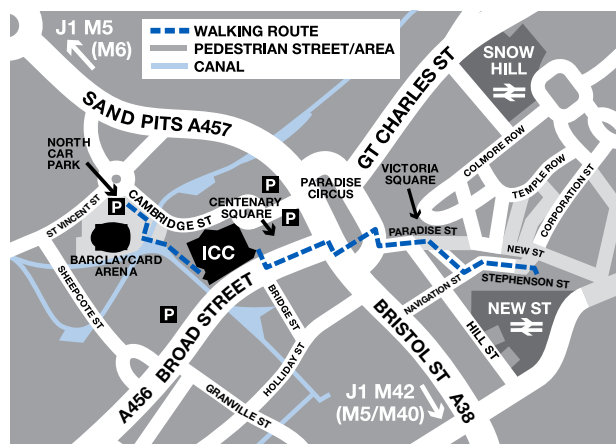 J1 M5
(M6)
WALKING ROUTE
PEDESTRIAN STREET/AREA
CANAL
GT CHARLES ST
SNOW
HILL
SAND PITS A457
COLMORE ROW
NORTH
CAR
PARK
P
CAMBRIDGE ST
CENTENARY
SQUARE
P
P
PARADISE
CIRCUS
VICTORIA
SQUARE
TEMPLE ROW
CORPORATION ST
ST VINCENT ST
BARCLAYCARD
ARENA
ICC
PARADISE ST
NEW ST
STEPHENSON ST
SHEEPCOTE ST
P
BROAD STREET
BRIDGE ST
NAVIGATION ST
NEW ST
HILL ST
HOLLIDAY ST
BRISTOL ST
A38
A456
GRANVILLE ST
J1 M42
(M5/M40)